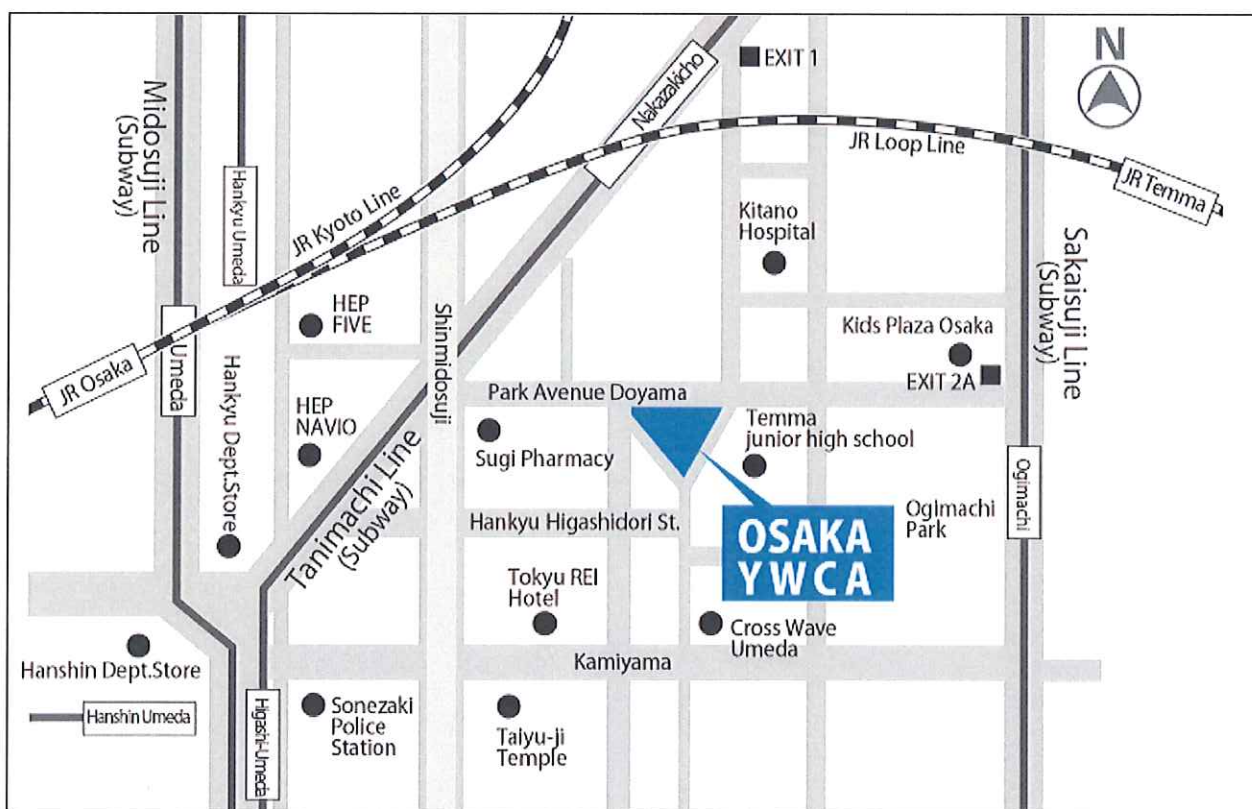 Midosuji Line
(Subway)
Hankyu Umeda
JR Kyoto Line
Nakazakicho
EXIT 1
N
JR Loop Line
JR Temma
Kitano
Hospital
Sakaisuji Line
(Subway)
HEP
FIVE
Shinmidosuji
Kids Plaza Osaka
EXIT 2A
JR Osaka
Umeda
Hankyu Dept.Store
HEP
NAVIO
Park Avenue Doyama
Sugi Pharmacy
Temma
junior high school
Tanimachi Line
(Subway)
Hankyu Higashidori St.
OSAKA
YWCA
Ogimachi
Park
Ogimachi
Tokyu REI
Hotel
Cross Wave
Umeda
Hanshin Dept.Store
Kamiyama
Hanshin Umeda
Higashi-Umeda
Sonezaki
Police
Station
Taiyu-ji
Temple